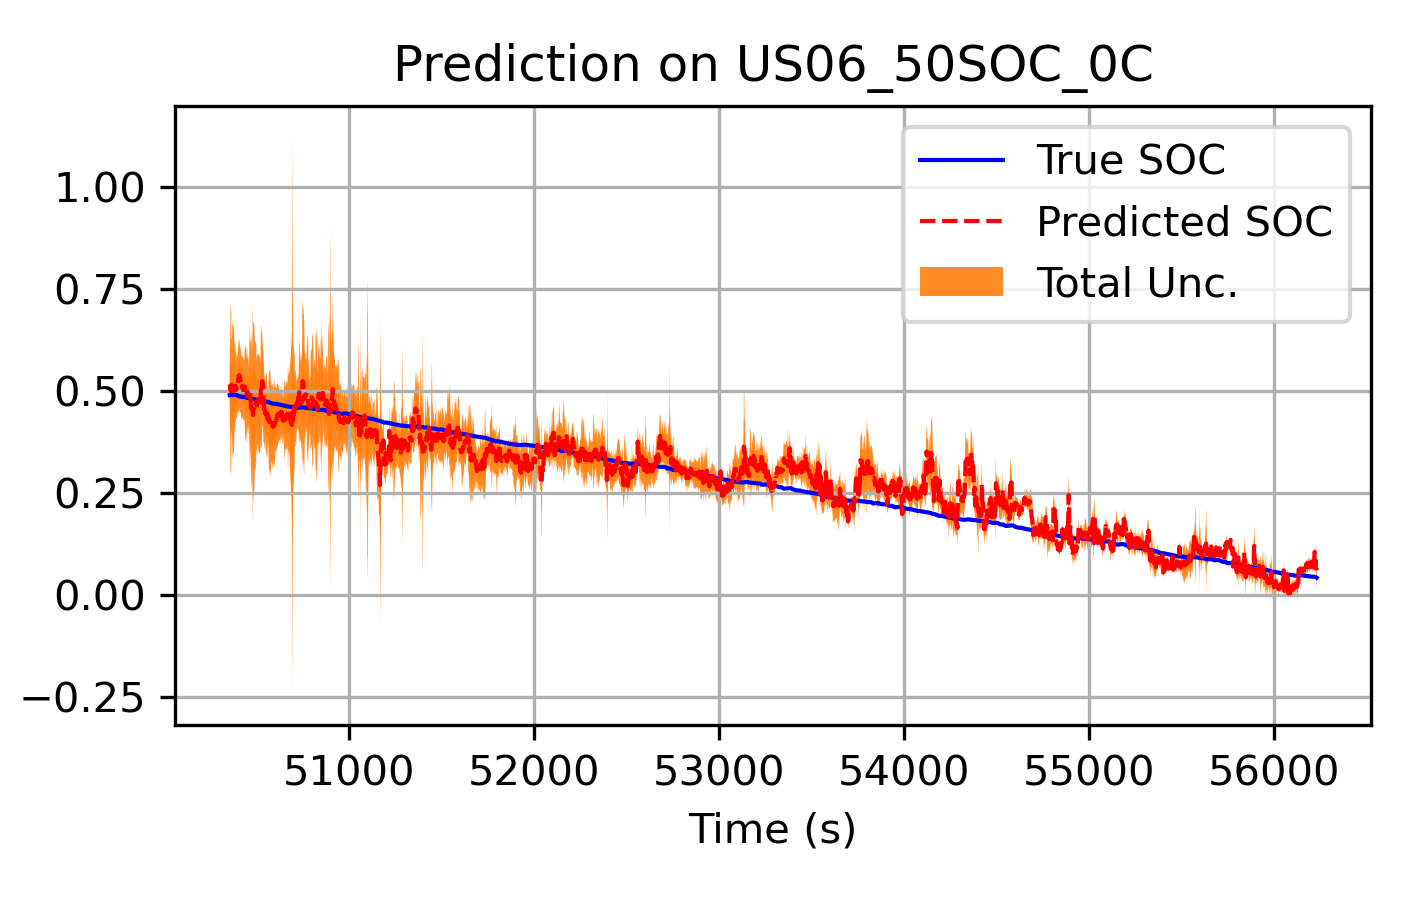 Prediction on US06_50SOC_0C
True SOC
Predicted SOC
Total Unc.
1.00
0.75
0.50
0.25
0.00
−0.25
51000 52000 53000 54000 55000 56000
Time (s)